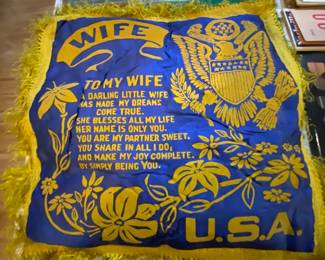 WIFE
TO MY WIFE
A DARLING LITTLE WIFE
HAS MADE MY DREAMS
COME TRUE.
SHE BLESSES ALL MY LIFE
HER NAME IS ONLY YOU.
YOU ARE MY PARTNER SWEET,
YOU SHARE IN ALL I DO;
AND MAKE MY JOY COMPLETE,
BY SIMPLY BEING YOU.
U.S.A.